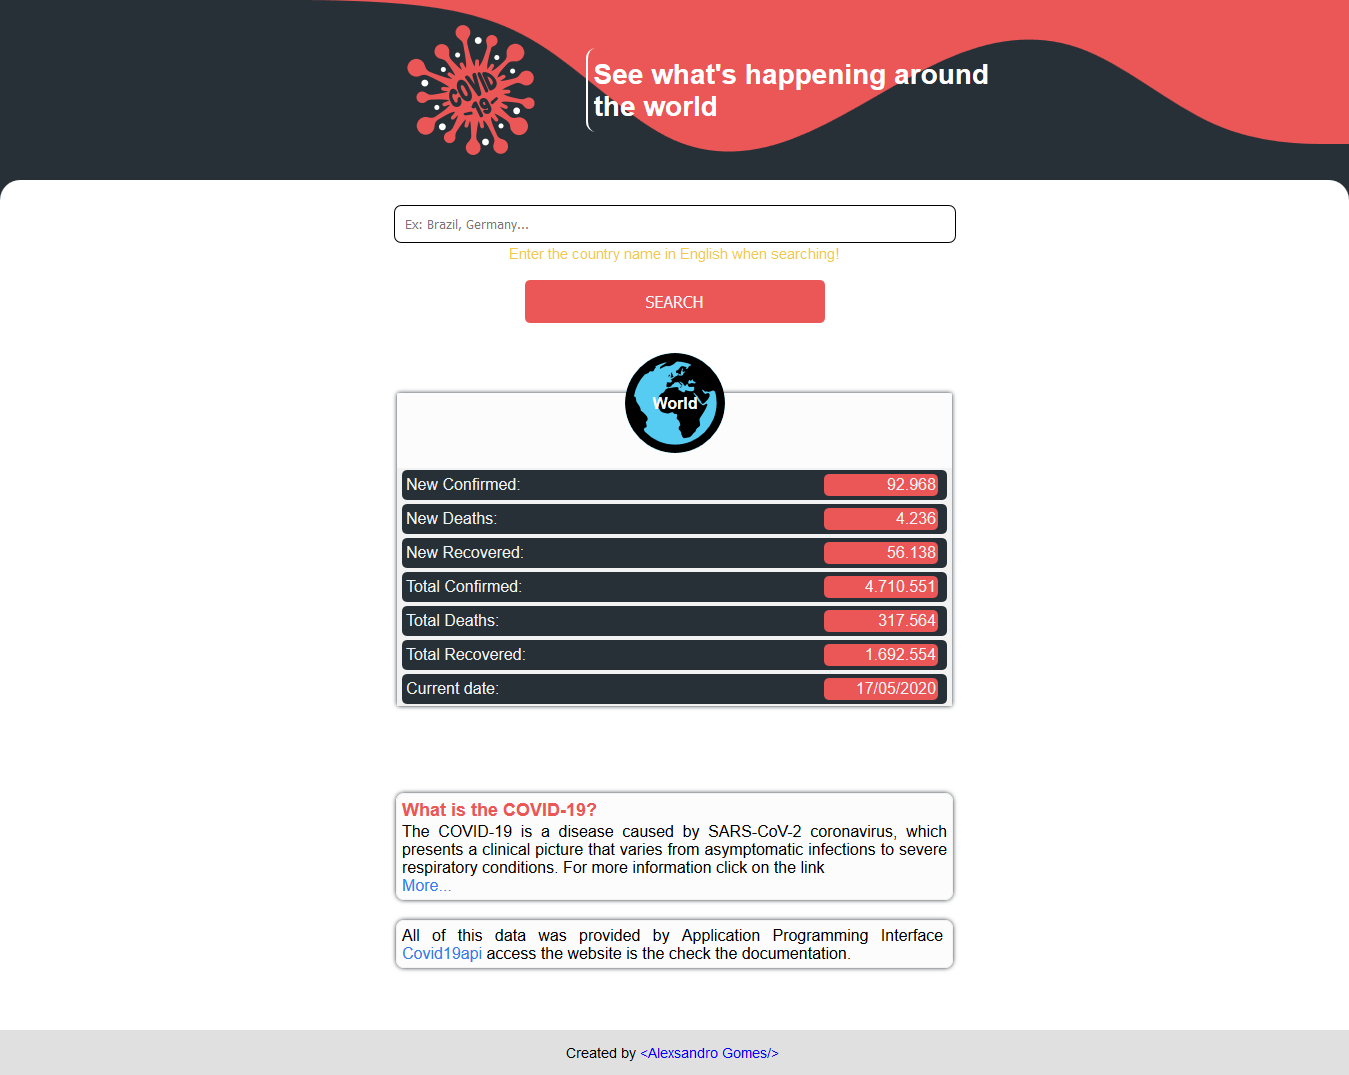 COVID
-19-
See what's happening around
the world
Ex: Brazil, Germany...
Enter the country name in English when searching!
SEARCH
World
New Confirmed: 92.968
New Deaths: 4.236
New Recovered: 56.138
Total Confirmed: 4.710.551
Total Deaths: 317.564
Total Recovered: 1.692.554
Current date: 17/05/2020
What is the COVID-19?
The COVID-19 is a disease caused by SARS-CoV-2 coronavirus, which
presents a clinical picture that varies from asymptomatic infections to severe
respiratory conditions. For more information click on the link
More...
All of this data was provided by Application Programming Interface
Covid19api access the website is the check the documentation.
Created by <Alexsandro Gomes/>